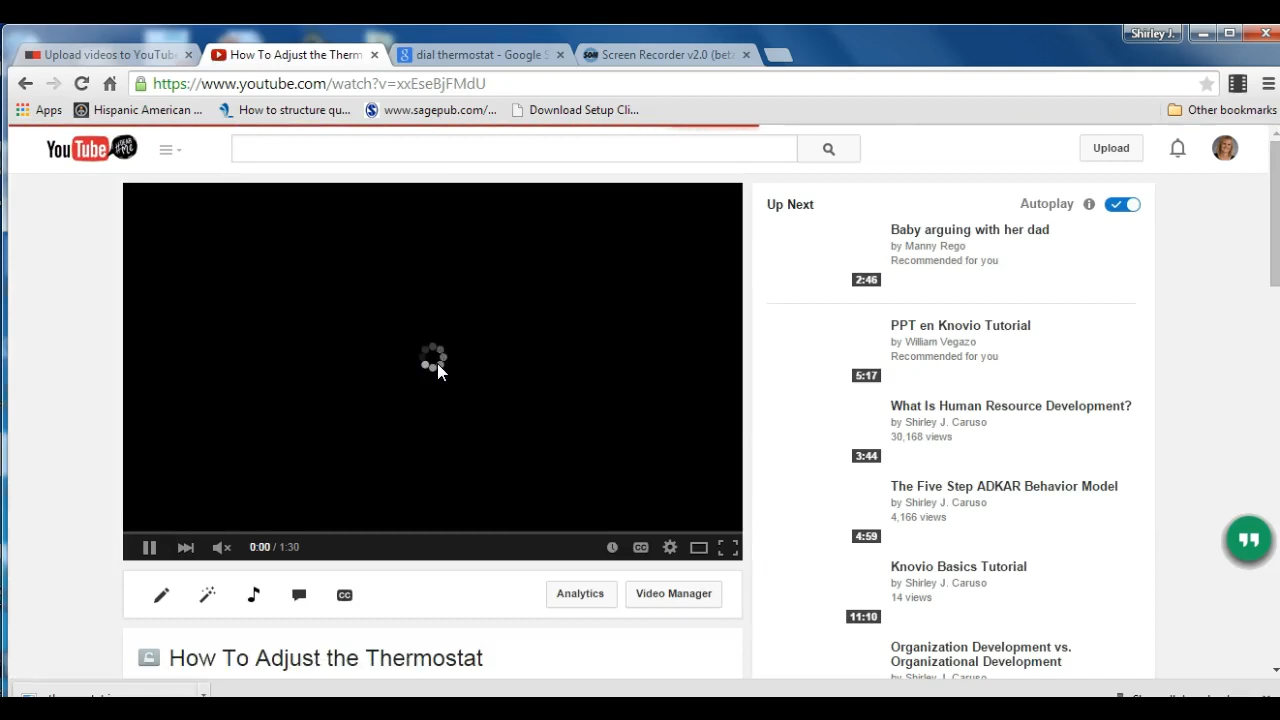 Shirley J.
Upload videos to YouTub
How To Adjust the Therm
dial thermostat - Google S
Screen Recorder v2.0 (beta
https://www.youtube.com/watch?v=xxEseBjFMdU
Apps
Hispanic American ...
How to structure qu...
www.sagepub.com/...
Download Setup Cli...
Other bookmarks
YouTube
Upload
Up Next
Autoplay
Baby arguing with her dad
by Manny Rego
Recommended for you
2:46
PPT en Knovio Tutorial
by William Vegazo
Recommended for you
5:17
What Is Human Resource Development?
by Shirley J. Caruso
30,168 views
3:44
The Five Step ADKAR Behavior Model
by Shirley J. Caruso
4,166 views
4:59
Knovio Basics Tutorial
by Shirley J. Caruso
14 views
11:10
Organization Development vs.
Organizational Development
by Shirley J. Caruso
0:00 / 1:30
CC
CC
Analytics
Video Manager
How To Adjust the Thermostat